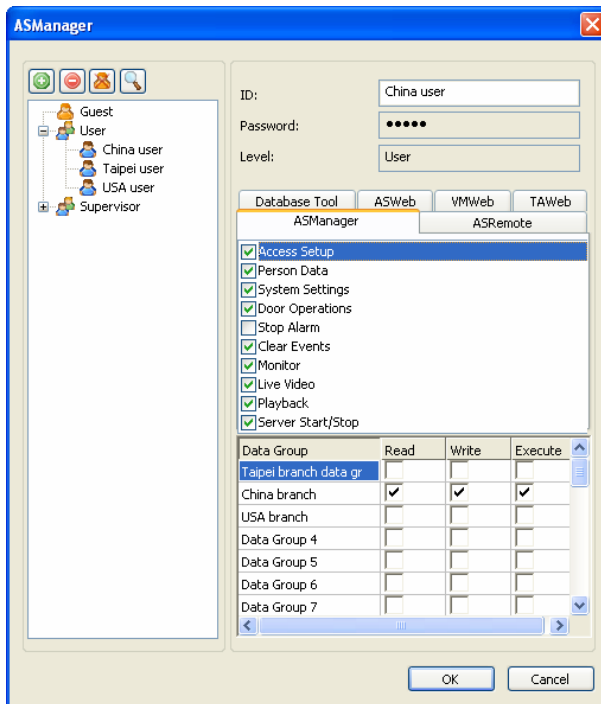 ASManager
Guest
User
China user
Taipei user
USA user
Supervisor
ID: China user
Password: •••••
Level: User
Database Tool ASWeb VMWeb TAWeb
ASManager ASRemote
Access Setup
Person Data
System Settings
Door Operations
Stop Alarm
Clear Events
Monitor
Live Video
Playback
Server Start/Stop
Data Group Read Write Execute
Taipei branch data gr
China branch
USA branch
Data Group 4
Data Group 5
Data Group 6
Data Group 7
OK Cancel